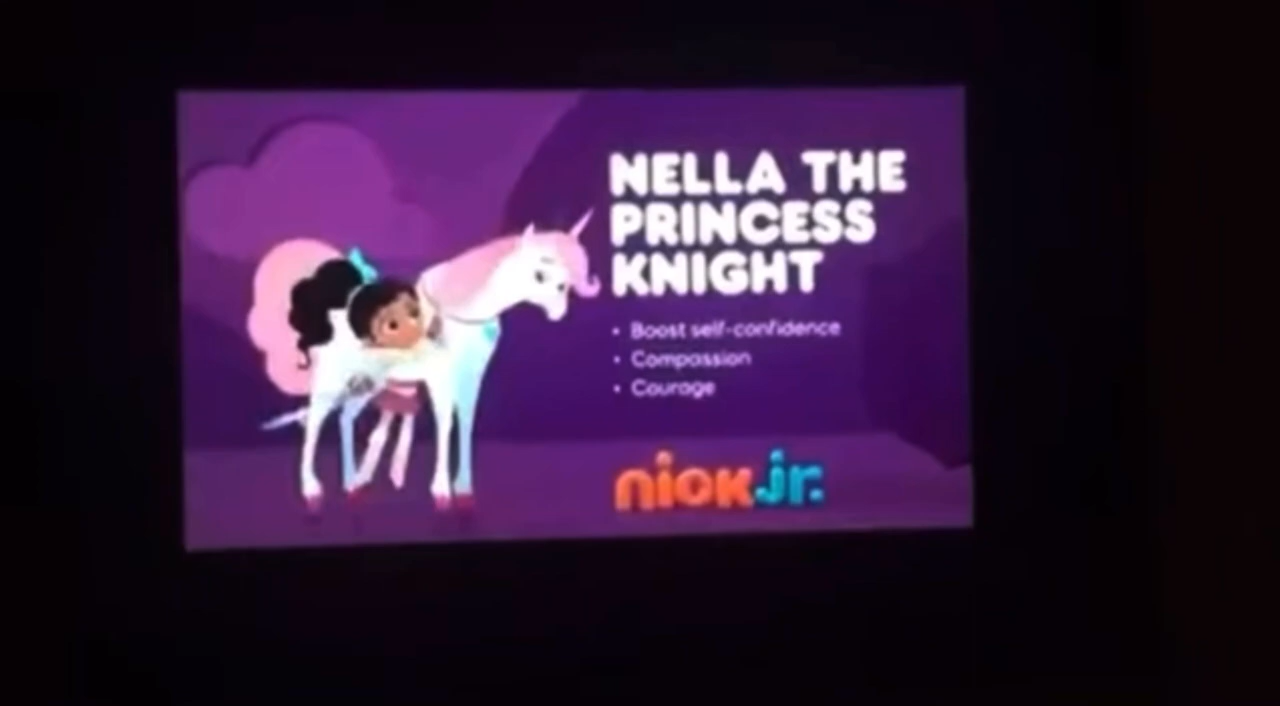 NELLA THE
PRINCESS
KNIGHT
• Boost self-confidence
• Compassion
• Courage
nick jr.